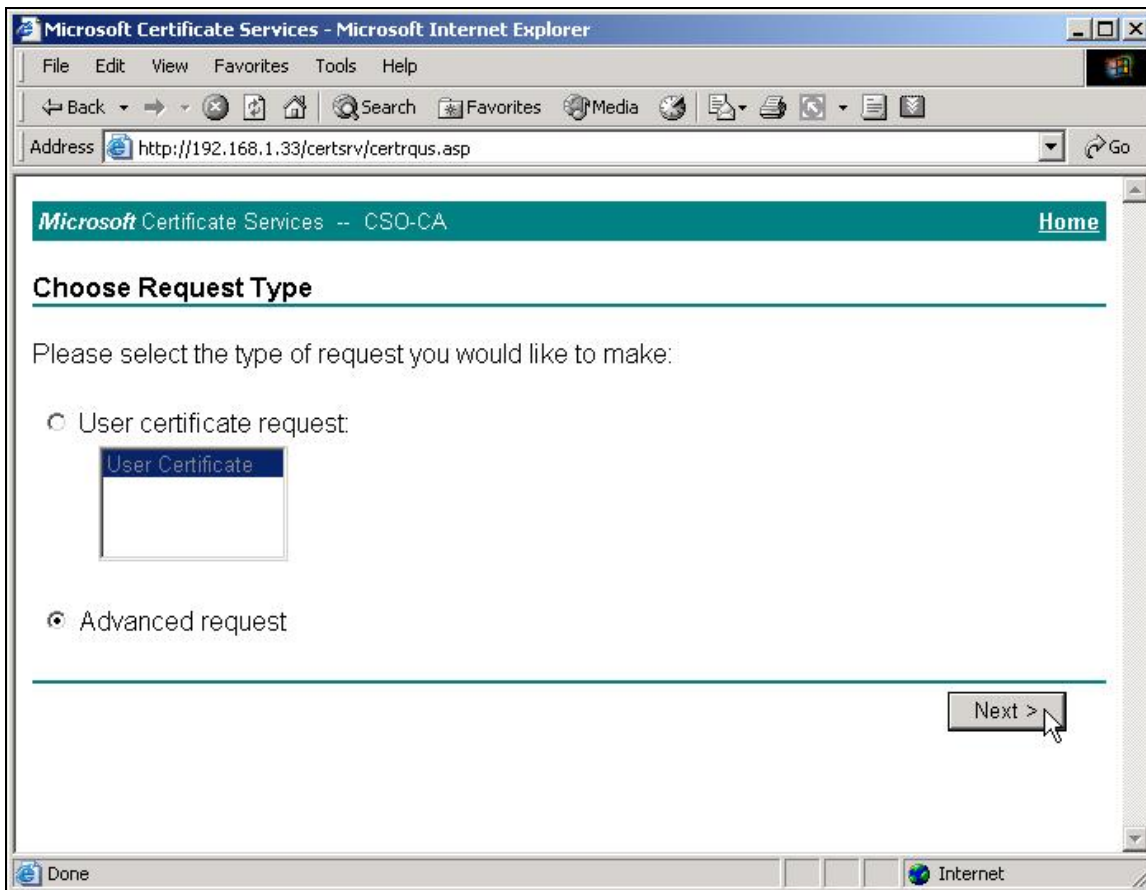 Microsoft Certificate Services - Microsoft Internet Explorer
File Edit View Favorites Tools Help
Back Search Favorites Media
Address http://192.168.1.33/certsrv/certrqus.asp Go
Microsoft Certificate Services -- CSO-CA Home
Choose Request Type
Please select the type of request you would like to make:
User certificate request:
User Certificate
Advanced request
Next >
Done Internet